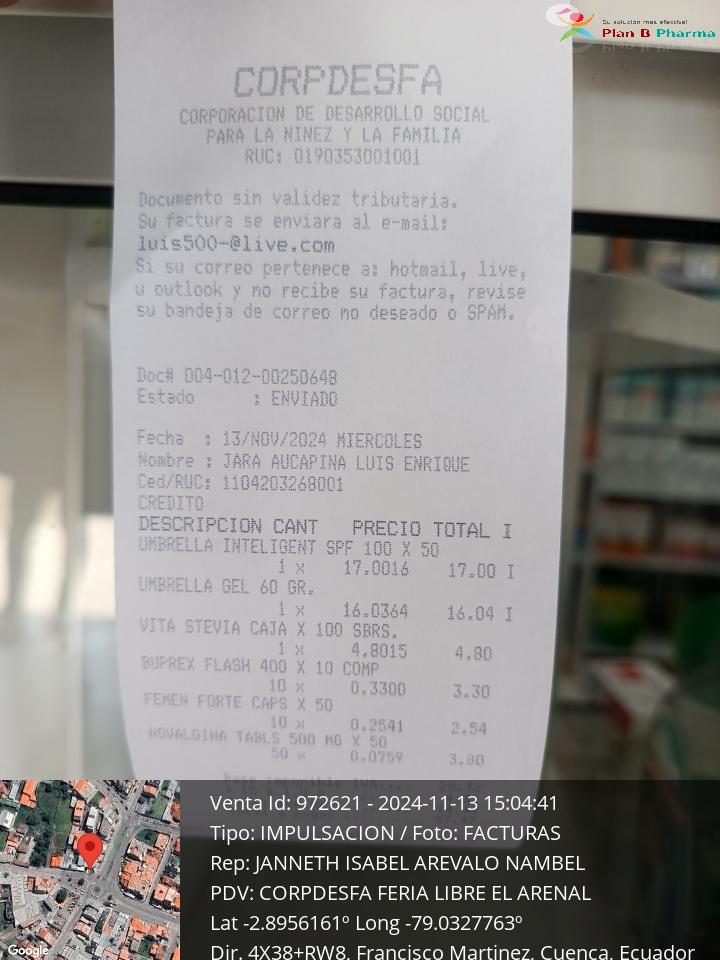 Su solución más efectiva!
Plan B Pharma
CORPDESFA
CORPORACION DE DESARROLLO SOCIAL
PARA LA NINEZ Y LA FAMILIA
RUC: 0190353001001
Documento sin validez tributaria.
Su factura se enviara al e-mail:
luis500-@live.com
Si su correo pertenece a: hotmail, live,
u outlook y no recibe su factura, revise
su bandeja de correo no deseado o SPAM.
Doc# 004-012-00250648
Estado : ENVIADO
Fecha : 13/NOV/2024 MIERCOLES
Nombre : JARA AUCAPINA LUIS ENRIQUE
Ced/RUC: 1104203268001
CREDITO
DESCRIPCION CANT PRECIO TOTAL I
UMBRELLA INTELIGENT SPF 100 X 50
1 x 17.0016 17.00 I
UMBRELLA GEL 60 GR.
1 x 16.0364 16.04 I
VITA STEVIA CAJA X 100 SBRS.
1 x 4.8015 4.80
BUPREX FLASH 400 X 10 COMP
10 x 0.3300 3.30
FEMEN FORTE CAPS X 50
10 x 0.2541 2.54
NOVALGINA TABLS 500 MG X 50
50 x 0.0759 3.80
Base imponible IVA
Venta Id: 972621 - 2024-11-13 15:04:41
Tipo: IMPULSACION / Foto: FACTURAS
Rep: JANNETH ISABEL AREVALO NAMBEL
PDV: CORPDESFA FERIA LIBRE EL ARENAL
Lat -2.8956161º Long -79.0327763º
Dir. 4X38+RW8, Francisco Martinez, Cuenca, Ecuador
Google